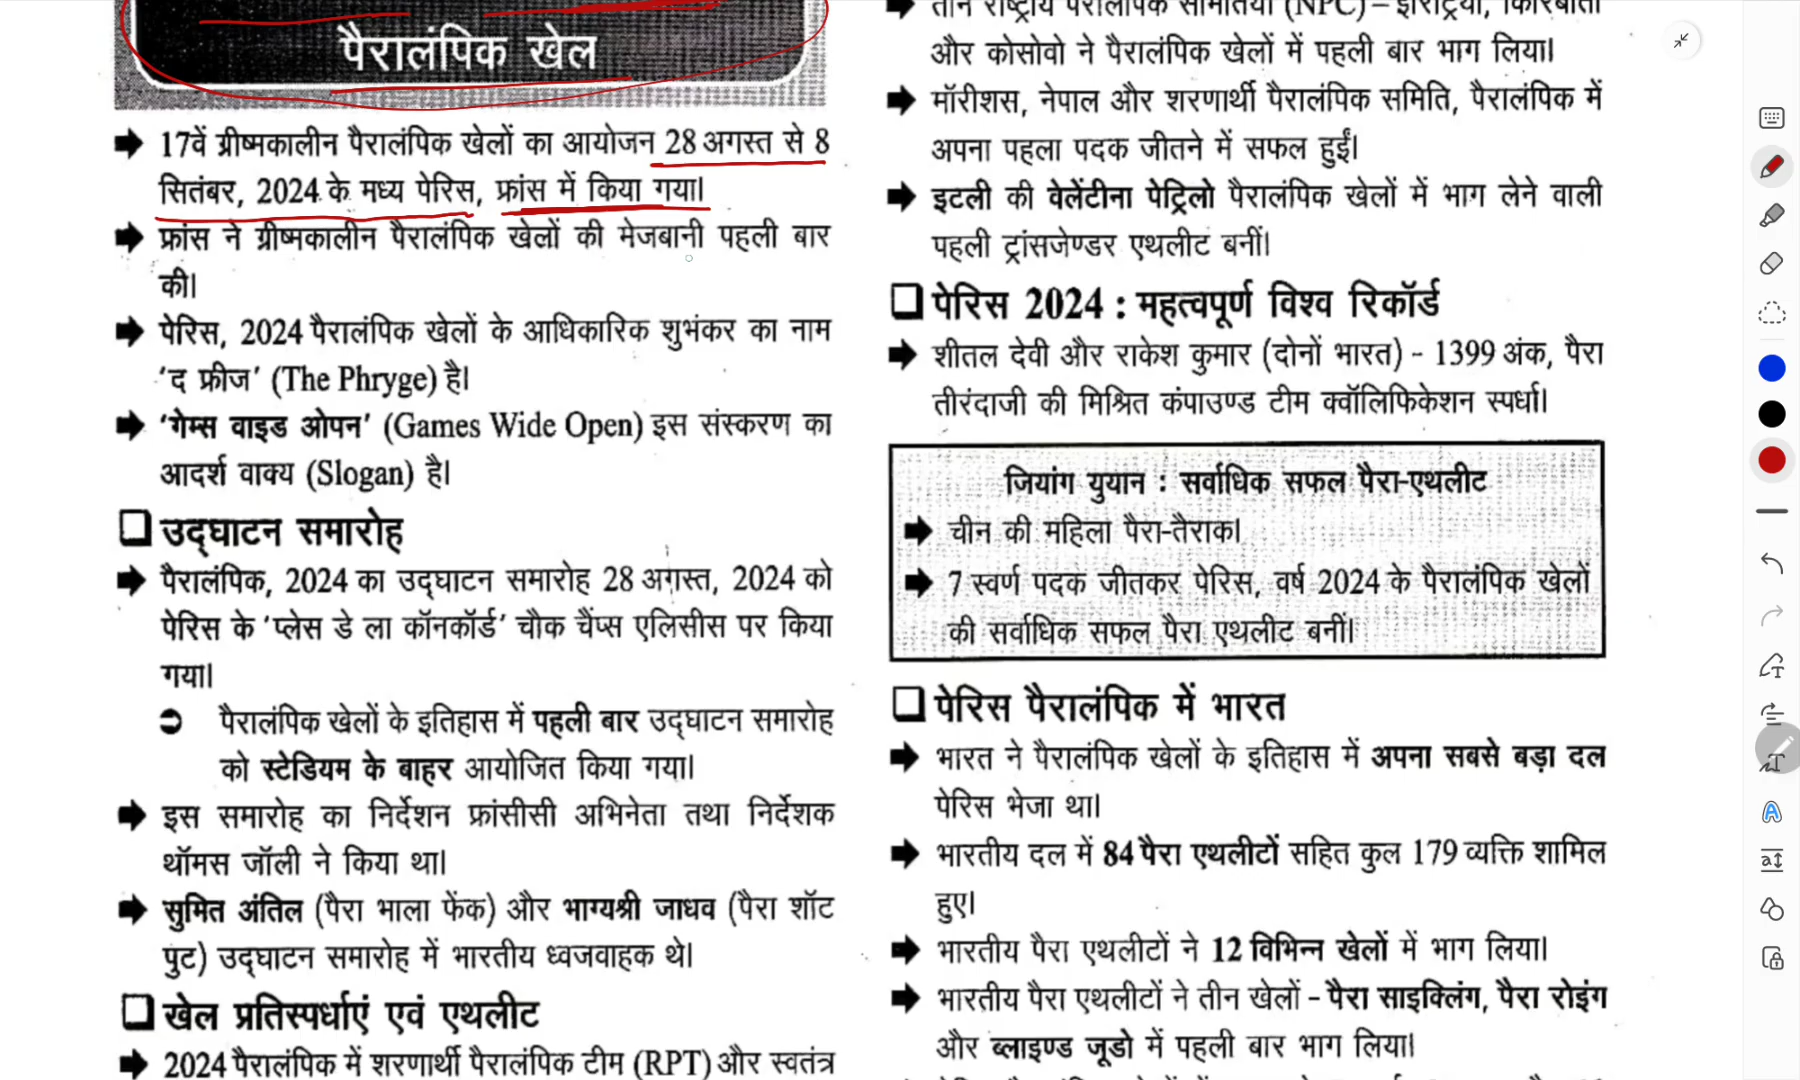 पैरालंपिक खेल
17वें ग्रीष्मकालीन पैरालंपिक खेलों का आयोजन 28 अगस्त से 8
सितंबर, 2024 के मध्य पेरिस, फ्रांस में किया गया।
फ्रांस ने ग्रीष्मकालीन पैरालंपिक खेलों की मेजबानी पहली बार
की।
पेरिस, 2024 पैरालंपिक खेलों के आधिकारिक शुभंकर का नाम
‘द फ्रीज’ (The Phryge) है।
‘गेम्स वाइड ओपन’ (Games Wide Open) इस संस्करण का
आदर्श वाक्य (Slogan) है।
उद्घाटन समारोह
पैरालंपिक, 2024 का उद्घाटन समारोह 28 अगस्त, 2024 को
पेरिस के ‘प्लेस डे ला कॉनकॉर्ड’ चौक चैंप्स एलिसीस पर किया
गया।
पैरालंपिक खेलों के इतिहास में पहली बार उद्घाटन समारोह
को स्टेडियम के बाहर आयोजित किया गया।
इस समारोह का निर्देशन फ्रांसीसी अभिनेता तथा निर्देशक
थॉमस जॉली ने किया था।
सुमित अंतिल (पैरा भाला फेंक) और भाग्यश्री जाधव (पैरा शॉट
पुट) उद्घाटन समारोह में भारतीय ध्वजवाहक थे।
खेल प्रतिस्पर्धाएं एवं एथलीट
2024 पैरालंपिक में शरणार्थी पैरालंपिक टीम (RPT) और स्वतंत्र
तीन राष्ट्रीय पैरालंपिक समितियों (NPC) – इरिट्रिया, किरिबाती
और कोसोवो ने पैरालंपिक खेलों में पहली बार भाग लिया।
मॉरीशस, नेपाल और शरणार्थी पैरालंपिक समिति, पैरालंपिक में
अपना पहला पदक जीतने में सफल हुईं।
इटली की वेलेंटीना पेट्रिलो पैरालंपिक खेलों में भाग लेने वाली
पहली ट्रांसजेण्डर एथलीट बनीं।
पेरिस 2024 : महत्वपूर्ण विश्व रिकॉर्ड
शीतल देवी और राकेश कुमार (दोनों भारत) - 1399 अंक, पैरा
तीरंदाजी की मिश्रित कंपाउण्ड टीम क्वॉलिफिकेशन स्पर्धा।
जियांग युयान : सर्वाधिक सफल पैरा-एथलीट
चीन की महिला पैरा-तैराक।
7 स्वर्ण पदक जीतकर पेरिस, वर्ष 2024 के पैरालंपिक खेलों
की सर्वाधिक सफल पैरा एथलीट बनीं।
पेरिस पैरालंपिक में भारत
भारत ने पैरालंपिक खेलों के इतिहास में अपना सबसे बड़ा दल
पेरिस भेजा था।
भारतीय दल में 84 पैरा एथलीटों सहित कुल 179 व्यक्ति शामिल
हुए।
भारतीय पैरा एथलीटों ने 12 विभिन्न खेलों में भाग लिया।
भारतीय पैरा एथलीटों ने तीन खेलों - पैरा साइक्लिंग, पैरा रोइंग
और ब्लाइण्ड जूडो में पहली बार भाग लिया।